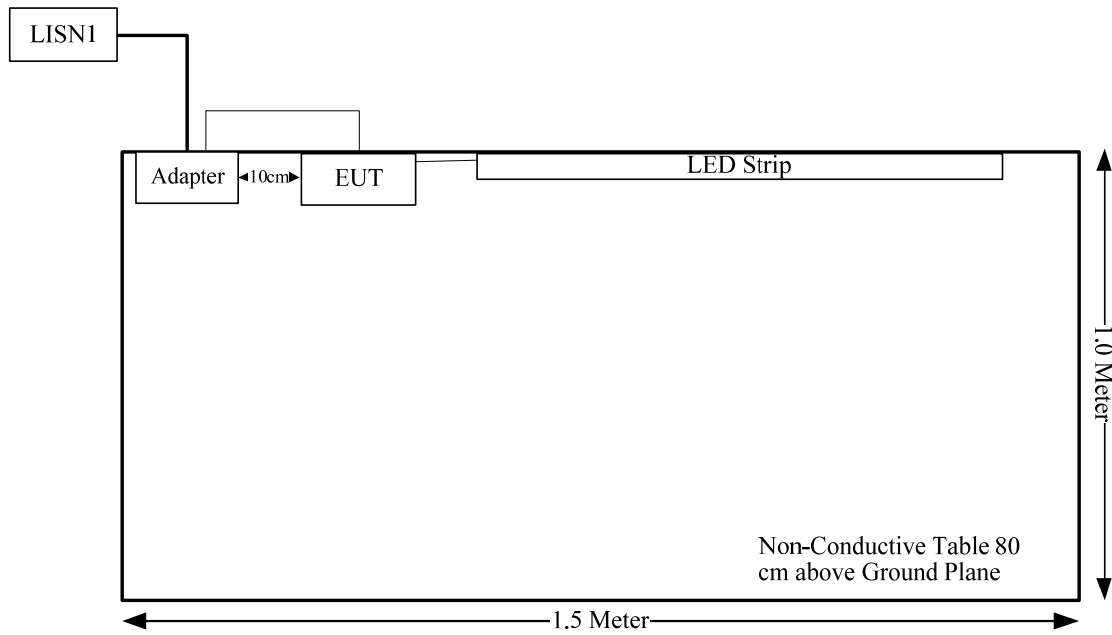 LISN1
Adapter
10cm
EUT
LED Strip
1.0 Meter
Non-Conductive Table 80
cm above Ground Plane
1.5 Meter